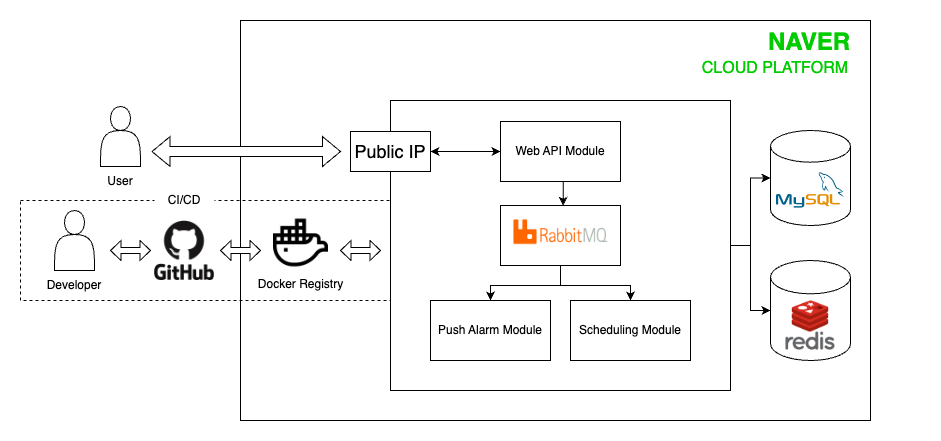 NAVER
CLOUD PLATFORM
User
Public IP
Web API Module
MySQL
CI/CD
Developer
GitHub
Docker Registry
RabbitMQ
Push Alarm Module
Scheduling Module
redis